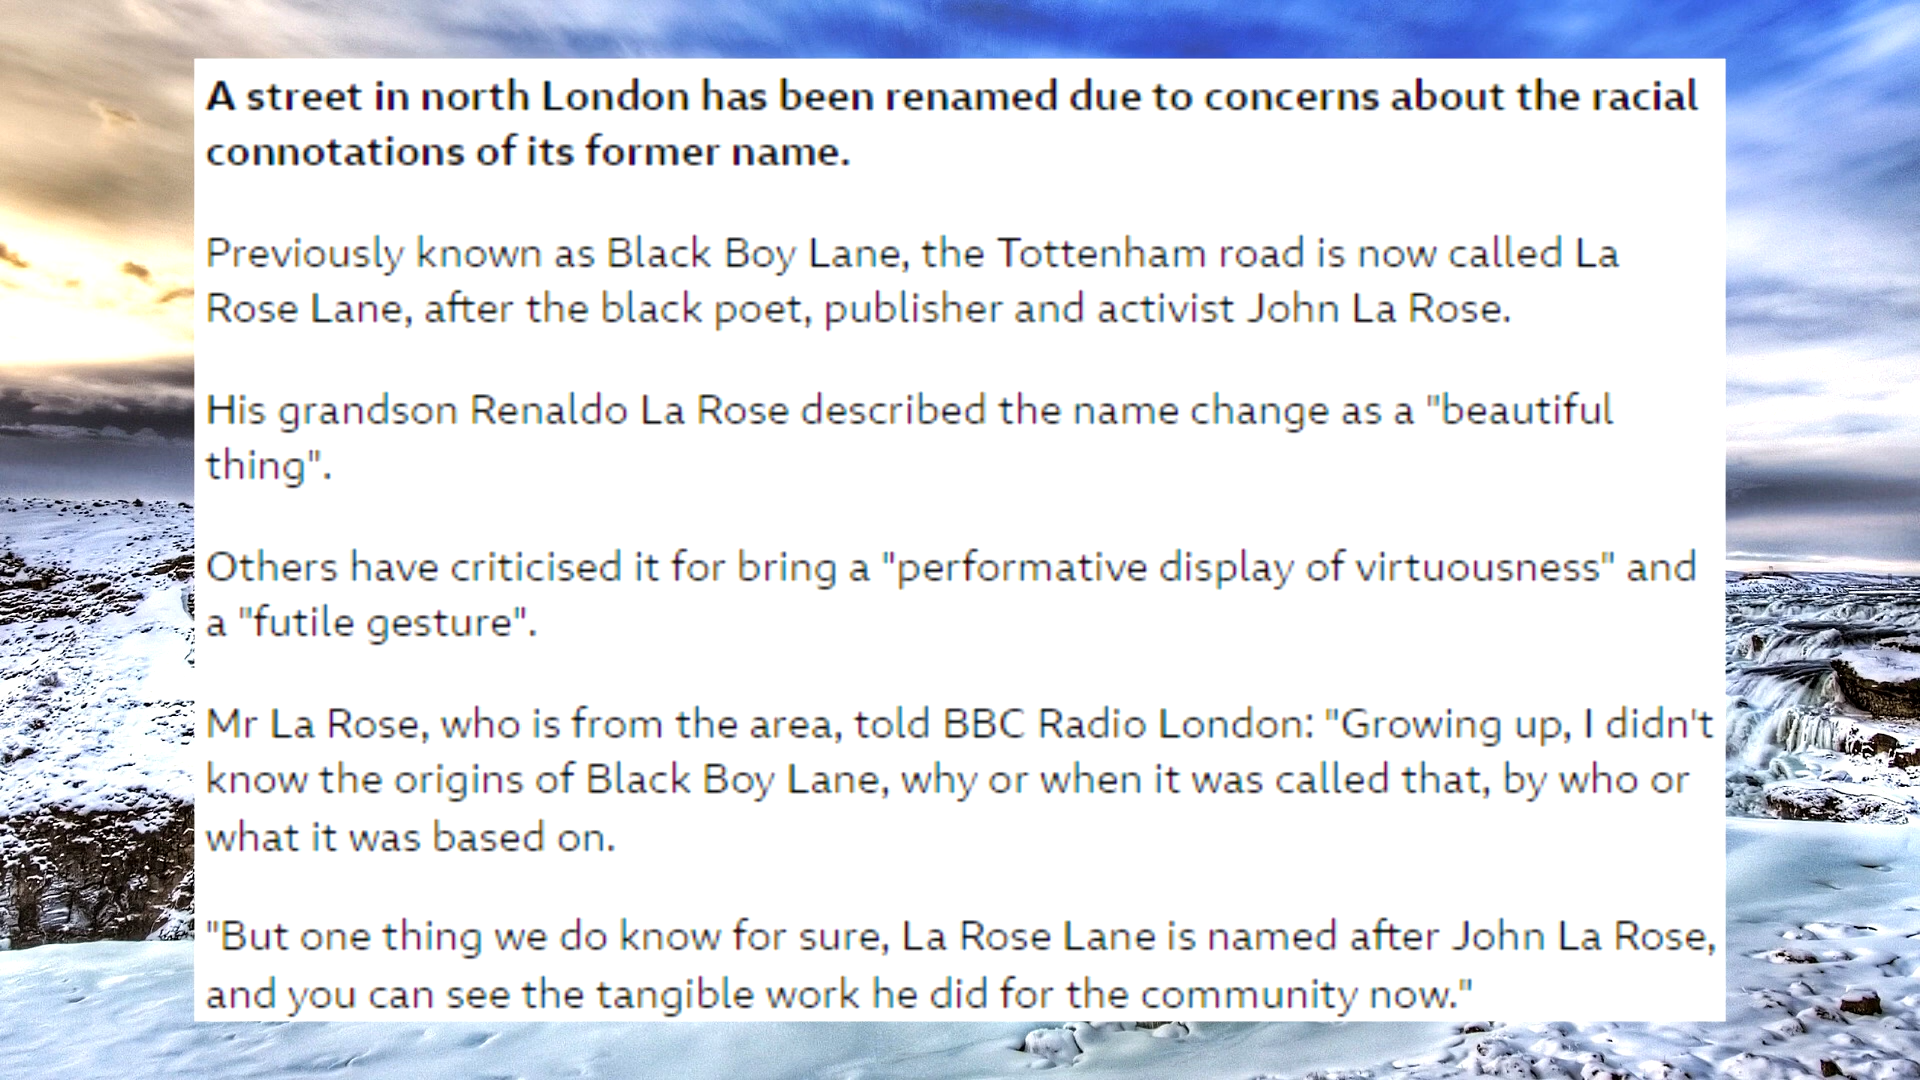 A street in north London has been renamed due to concerns about the racial
connotations of its former name.
Previously known as Black Boy Lane, the Tottenham road is now called La
Rose Lane, after the black poet, publisher and activist John La Rose.
His grandson Renaldo La Rose described the name change as a "beautiful
thing".
Others have criticised it for bring a "performative display of virtuousness" and
a "futile gesture".
Mr La Rose, who is from the area, told BBC Radio London: "Growing up, I didn't
know the origins of Black Boy Lane, why or when it was called that, by who or
what it was based on.
"But one thing we do know for sure, La Rose Lane is named after John La Rose,
and you can see the tangible work he did for the community now."